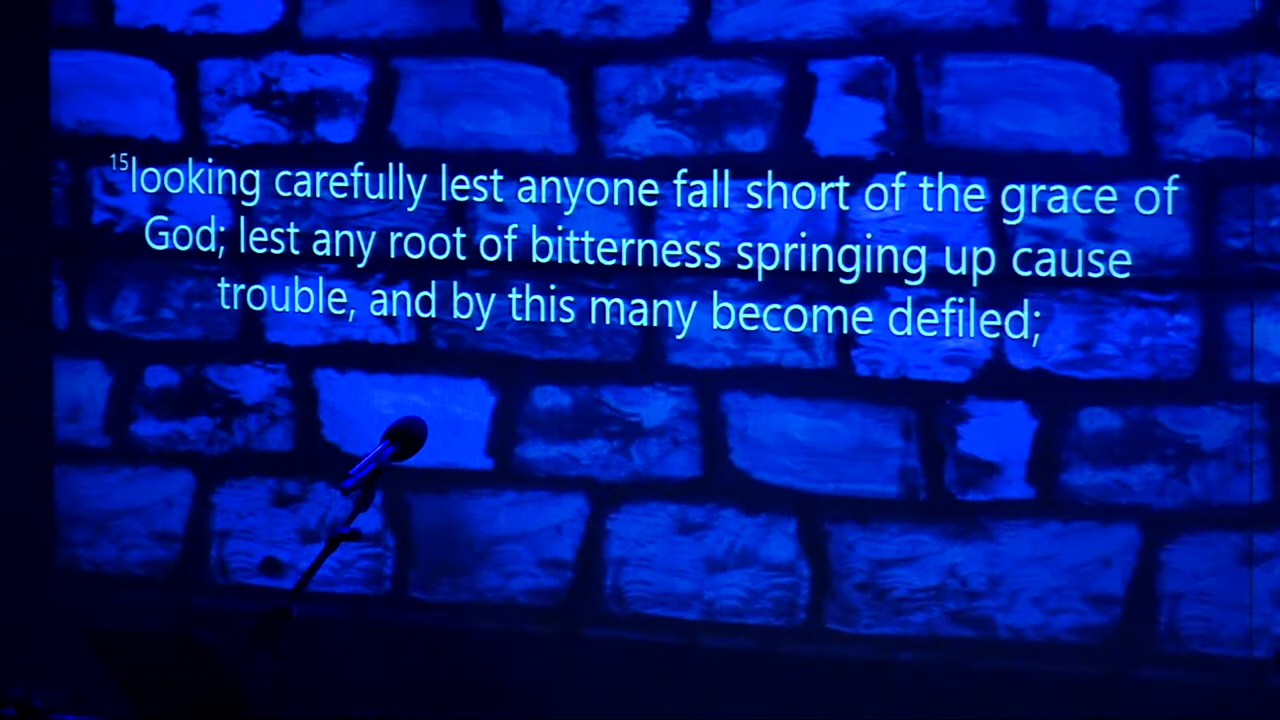 15looking carefully lest anyone fall short of the grace of
God; lest any root of bitterness springing up cause
trouble, and by this many become defiled;